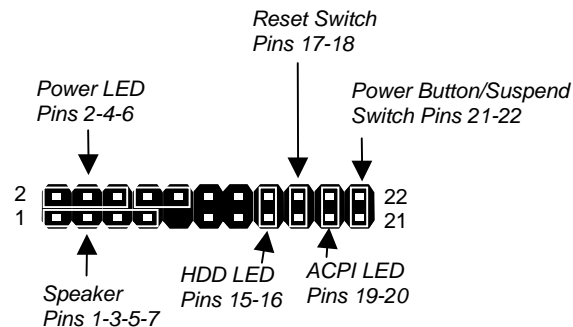 Reset Switch
Pins 17-18
Power LED
Pins 2-4-6
Power Button/Suspend
Switch Pins 21-22
2
22
1
21
HDD LED
Pins 15-16
ACPI LED
Pins 19-20
Speaker
Pins 1-3-5-7